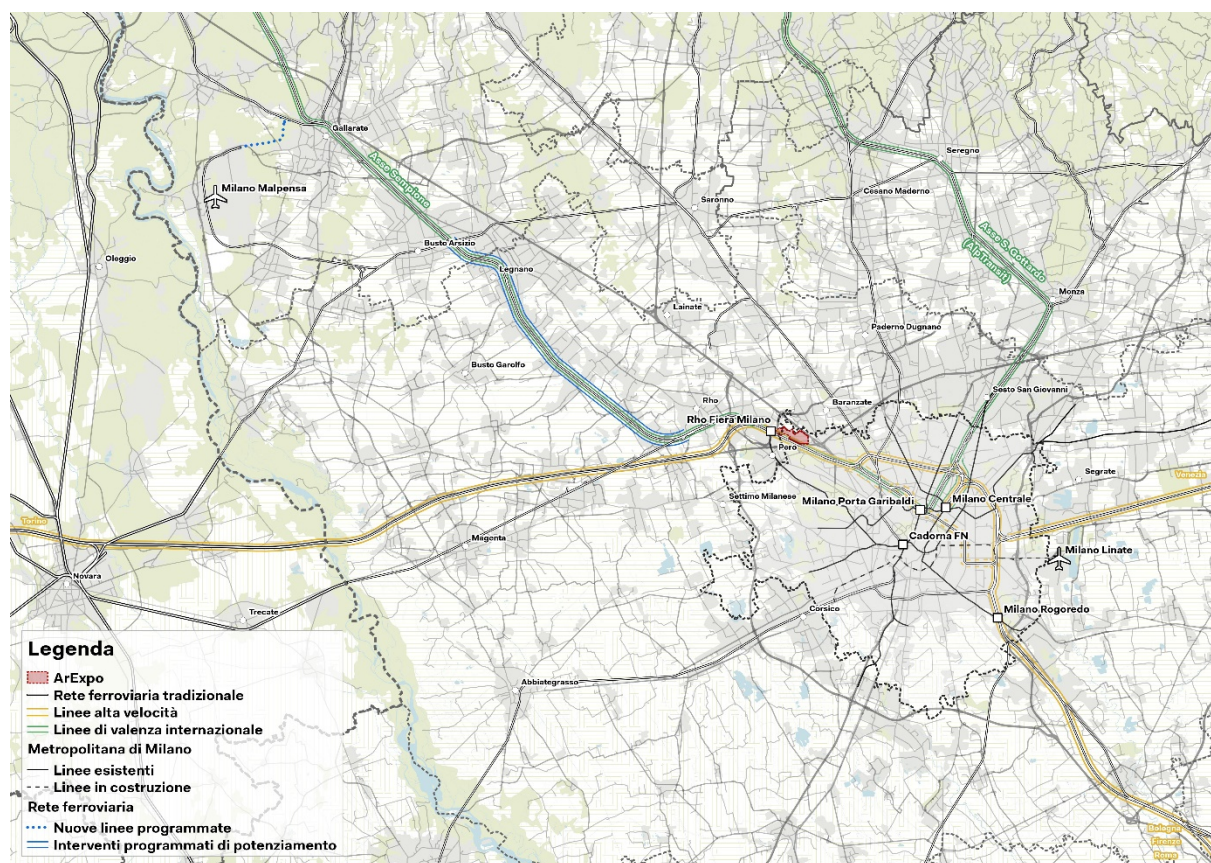 Gallarate
Milano Malpensa
Asse Sempione
Seregno
Cesano Maderno
Saronno
Oleggio
Busto Arsizio
Legnano
Asse S. Gottardo
(AlpTransit)
Monza
Lainate
Paderno Dugnano
Busto Garolfo
Sesto San Giovanni
Rho
Baranzate
Rho Fiera Milano
Pero
Segrate
Venezia
Settimo Milanese
Milano Porta Garibaldi
Milano Centrale
Torino
Magenta
Cadorna FN
Milano Linate
Novara
Trecate
Corsico
Milano Rogoredo
Abbiategrasso
Legenda
ArExpo
Rete ferroviaria tradizionale
Linee alta velocità
Linee di valenza internazionale
Metropolitana di Milano
Linee esistenti
Linee in costruzione
Rete ferroviaria
Nuove linee programmate
Interventi programmati di potenziamento
Bologna
Firenze
Roma